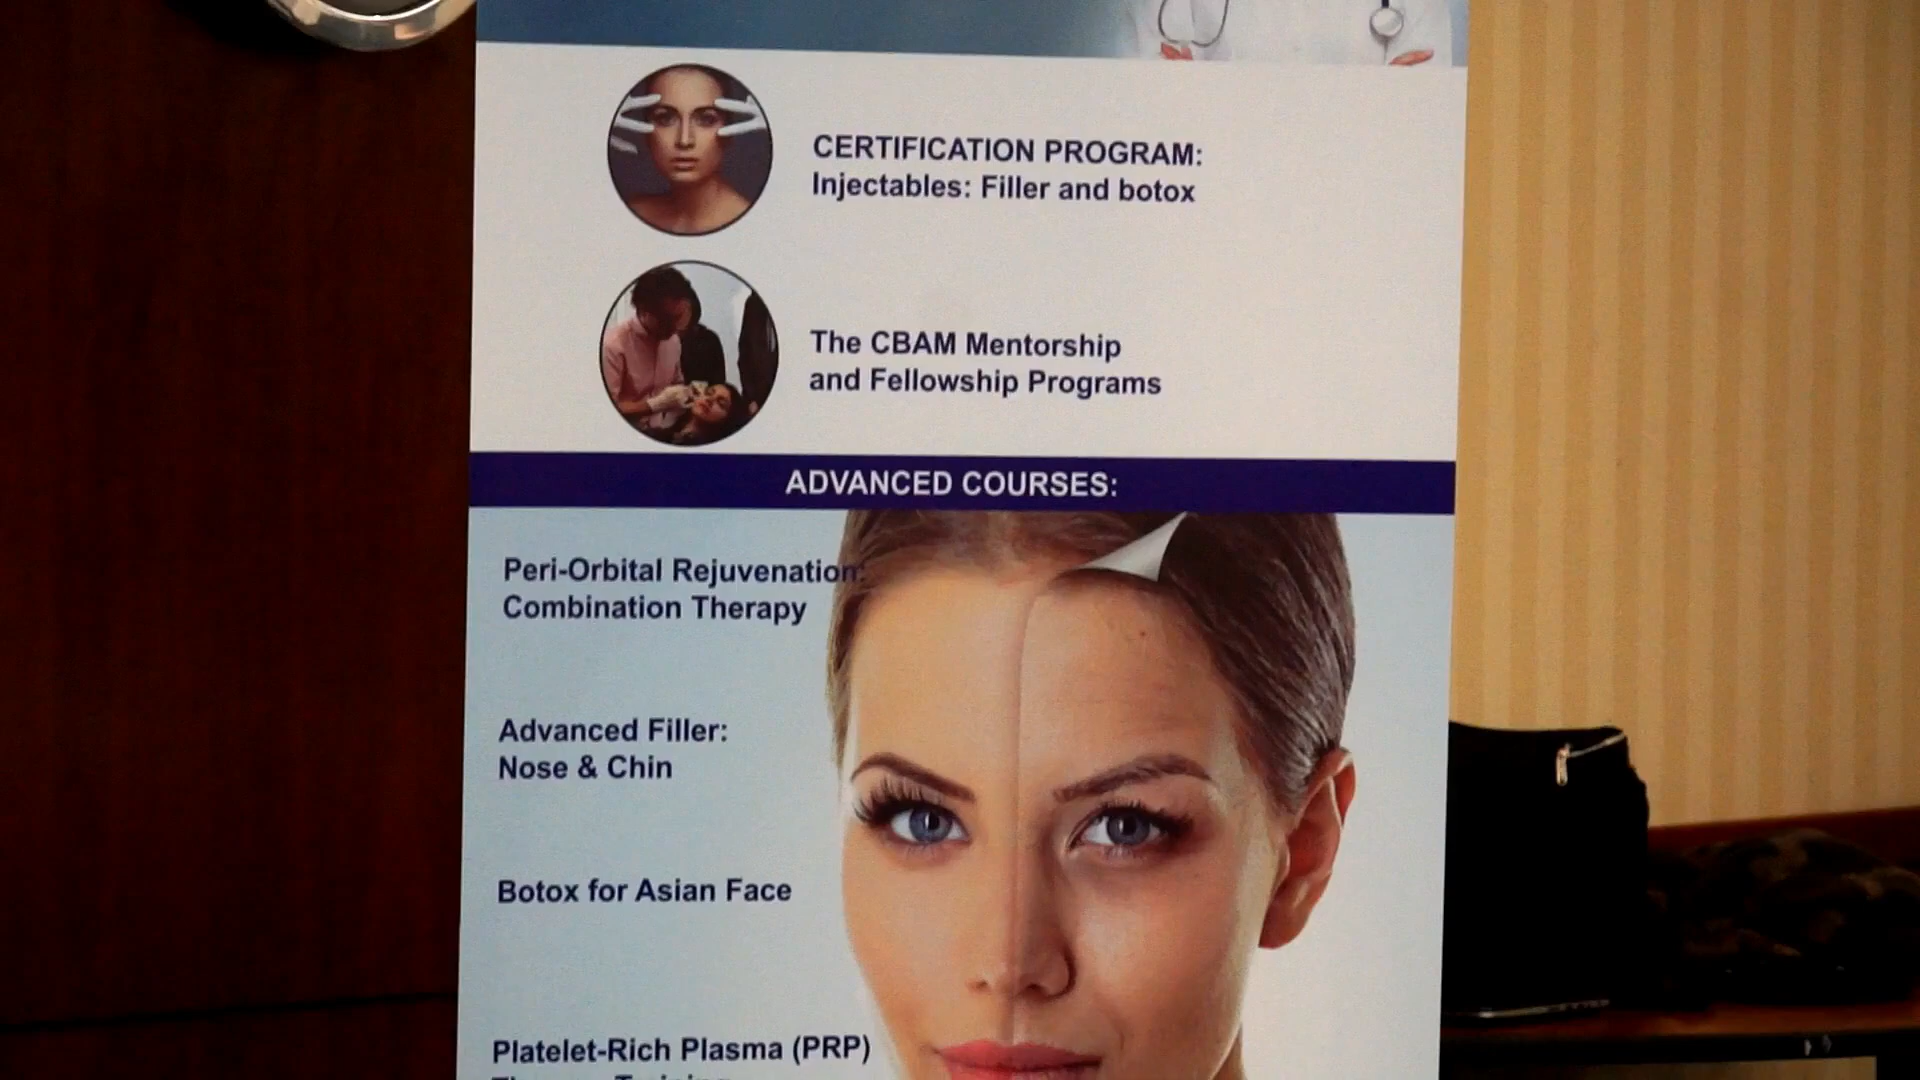 CERTIFICATION PROGRAM:
Injectables: Filler and botox
The CBAM Mentorship
and Fellowship Programs
ADVANCED COURSES:
Peri-Orbital Rejuvenation:
Combination Therapy
Advanced Filler:
Nose & Chin
Botox for Asian Face
Platelet-Rich Plasma (PRP)